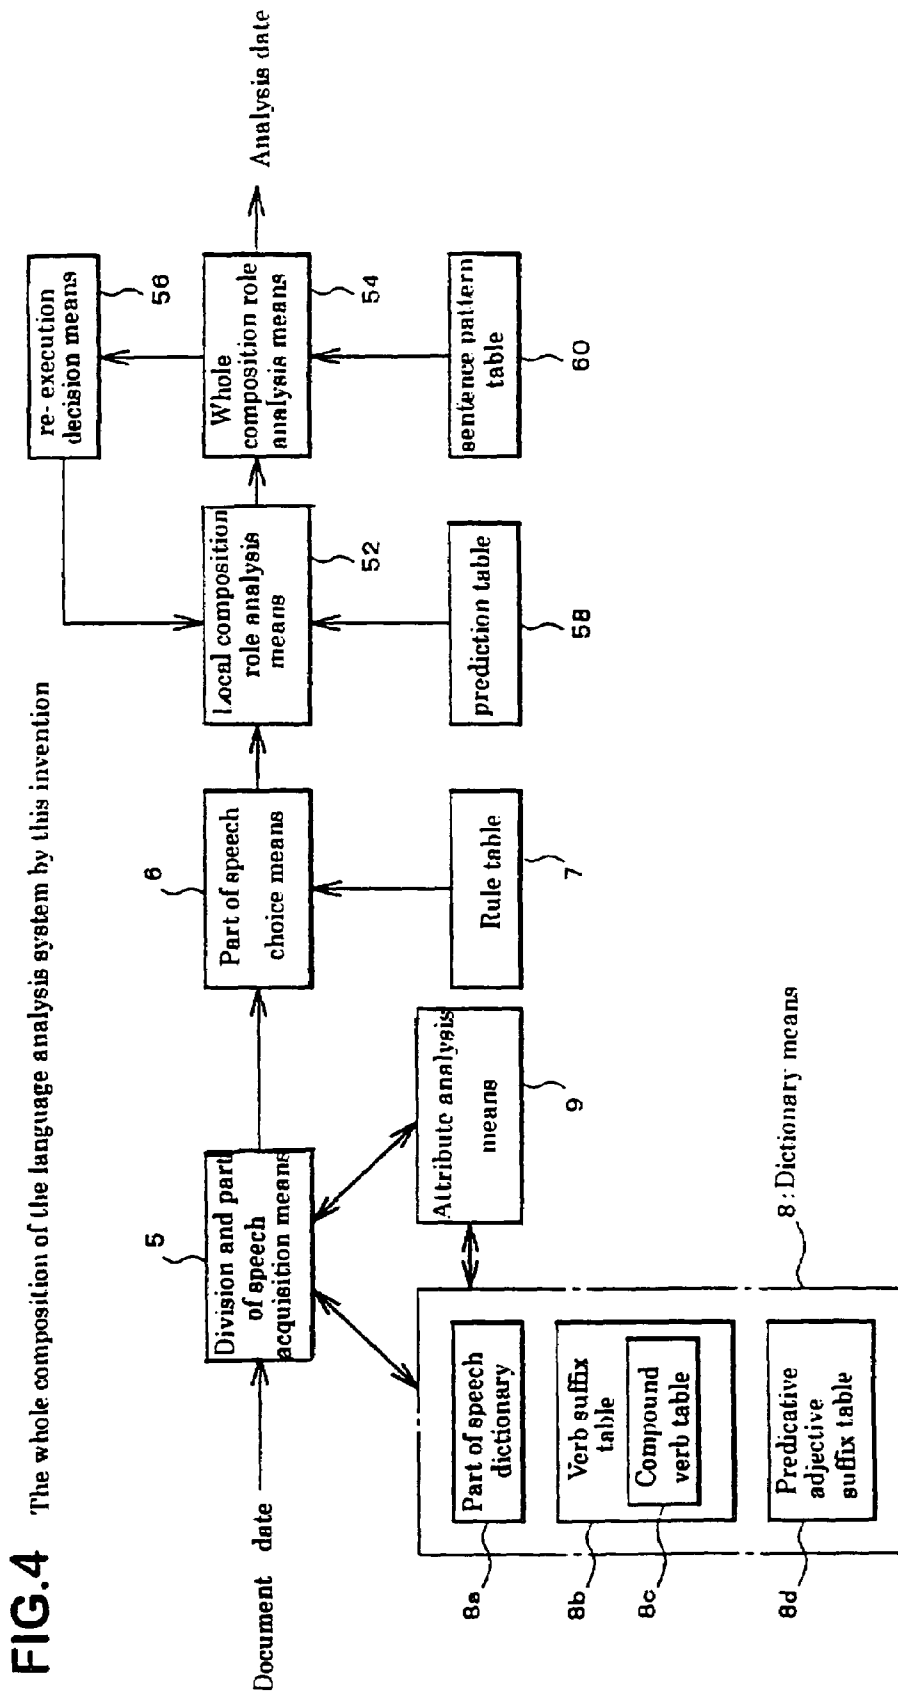 FIG.4 The whole composition of the language analysis system by this invention
re-execution
decision means
56
Document date
5
Division and part
of speech
acquisition means
6
Part of speech
choice means
Local composition
role analysis
means
52
Whole
composition role
analysis means
54
Analysis date
Attribute analysis
means
9
Rule table
7
prediction table
58
sentence pattern
table
60
8:Dictionary means
8a
Part of speech
dictionary
8b
Verb suffix
table
8c
Compound
verb table
8d
Predicative
adjective
suffix table